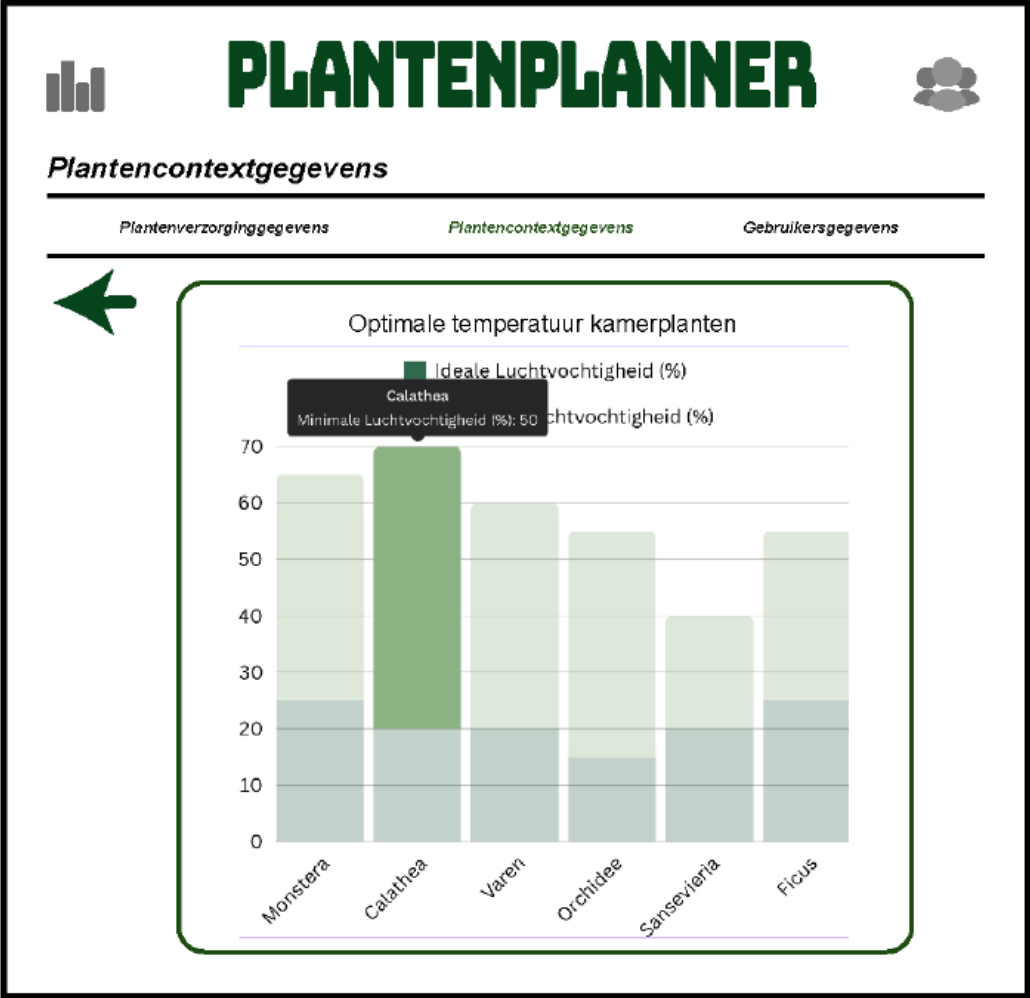 PLANTENPLANNER
Plantencontextgegevens
Plantenverzorginggegevens Plantencontextgegevens Gebruikersgegevens
Optimale temperatuur kamerplanten
Ideale Luchtvochtigheid (%)
Calathea
Minimale Luchtvochtigheid (%): 50
chtvochtigheid (%)
70
60
50
40
30
20
10
0
Monstera Calathea Varen Orchidee Sansevieria Ficus